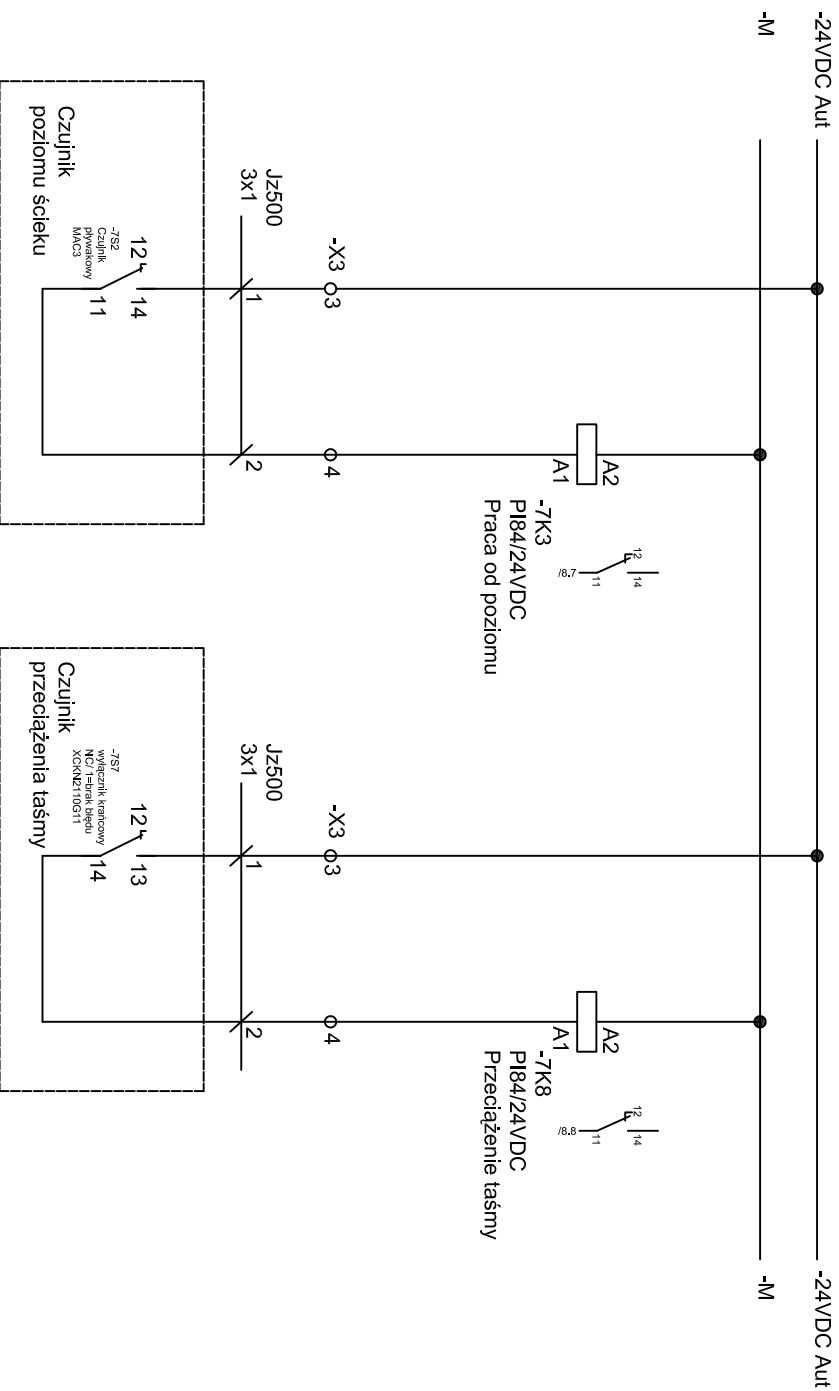 -24VDC Aut
-24VDC Aut
-M
-M
A2
A1
-7K3
PI84/24VDC
Praca od poziomu
12
14
11
/8.7
A2
A1
-7K8
PI84/24VDC
Przeciążenie taśmy
12
14
11
/8.8
-X3
3
4
-X3
3
4
Jz500
3x1
1
2
Jz500
3x1
1
2
12
14
11
-7S2
Czujnik
pływakowy
MAC3
Czujnik
poziomu ścieku
12
13
14
-7S7
wyłącznik krańcowy
NC/ 1=brak błędu
XCKN2110G11
Czujnik
przeciążenia taśmy